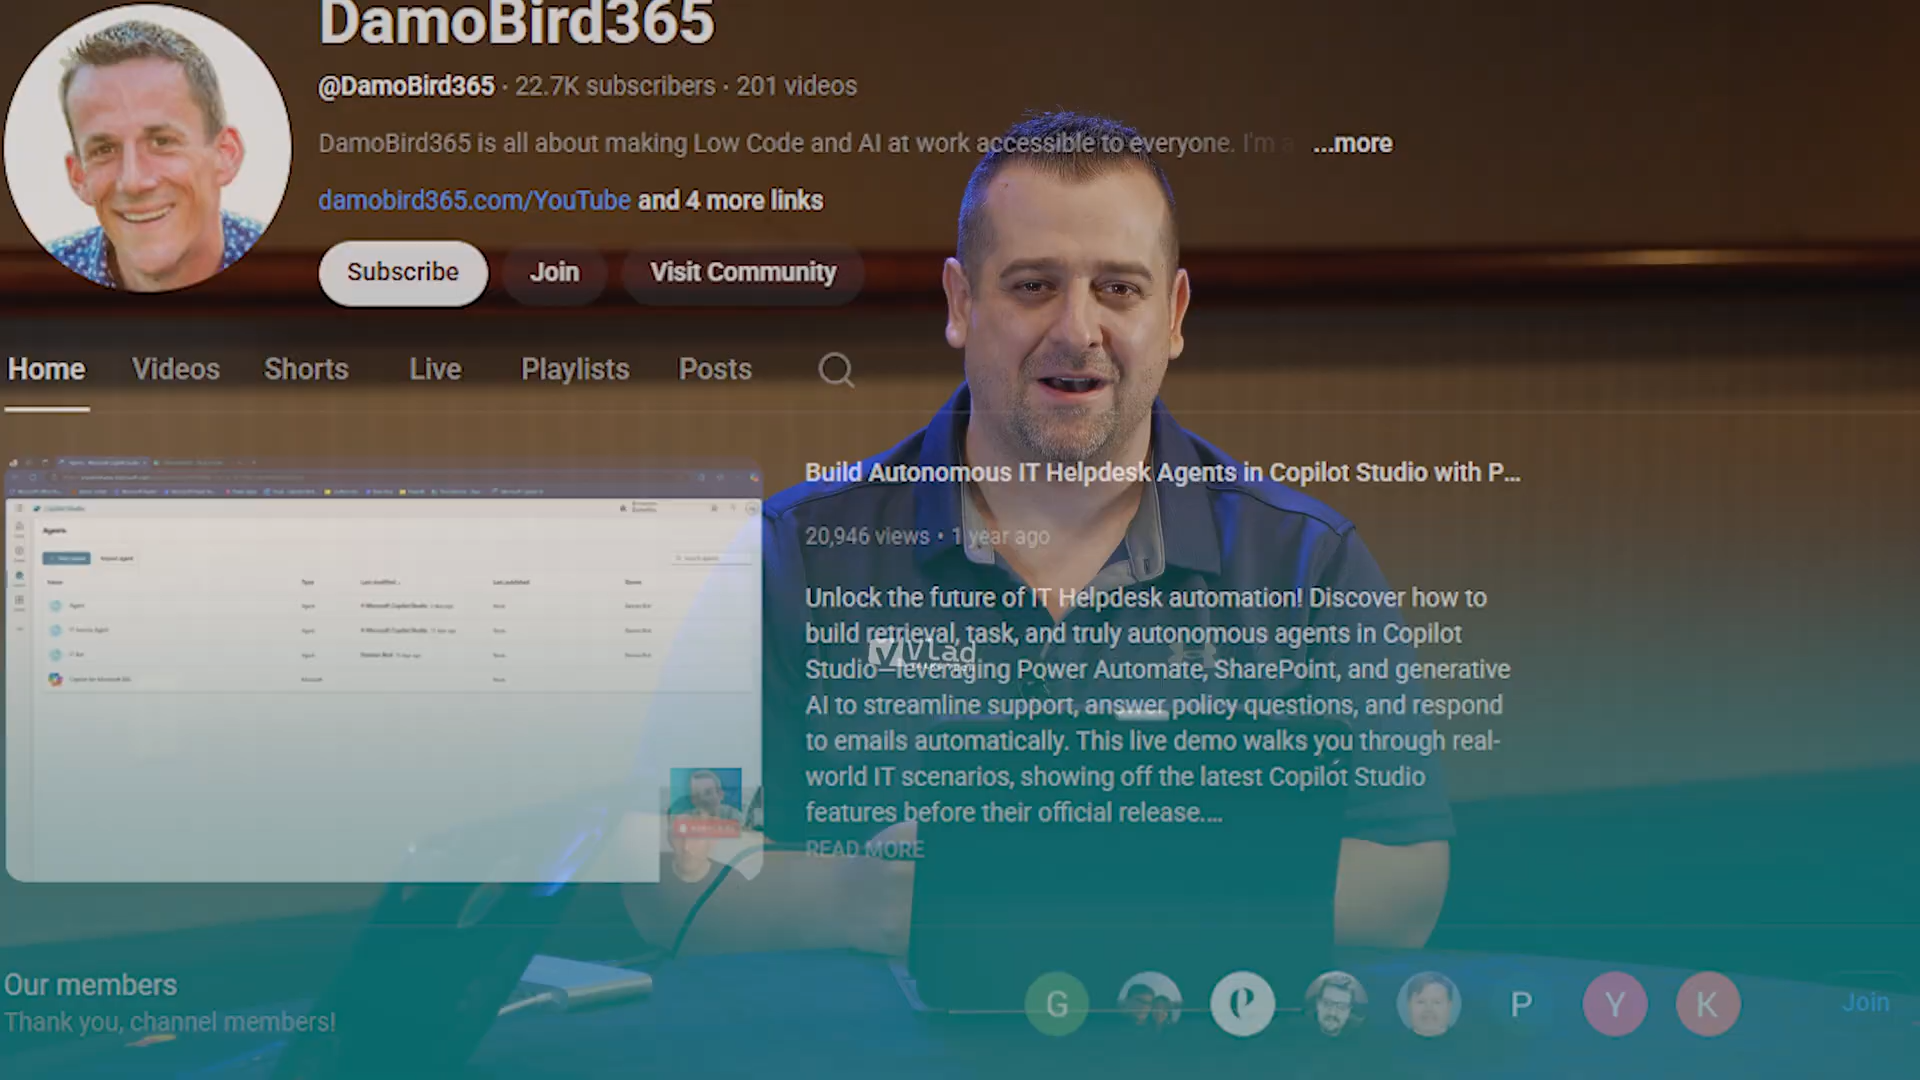 DamoBird365
@DamoBird365 · 22.7K subscribers · 201 videos
DamoBird365 is all about making Low Code and AI at work accessible to everyone. I'm a ...more
damobird365.com/YouTube and 4 more links
Subscribe Join Visit Community
Home Videos Shorts Live Playlists Posts
Build Autonomous IT Helpdesk Agents in Copilot Studio with P...
20,946 views • 1 year ago
Unlock the future of IT Helpdesk automation! Discover how to
build retrieval, task, and truly autonomous agents in Copilot
Studio—leveraging Power Automate, SharePoint, and generative
AI to streamline support, answer policy questions, and respond
to emails automatically. This live demo walks you through real-
world IT scenarios, showing off the latest Copilot Studio
features before their official release....
READ MORE
Vlad
Agents
Our members
Thank you, channel members!
G P Y K Join